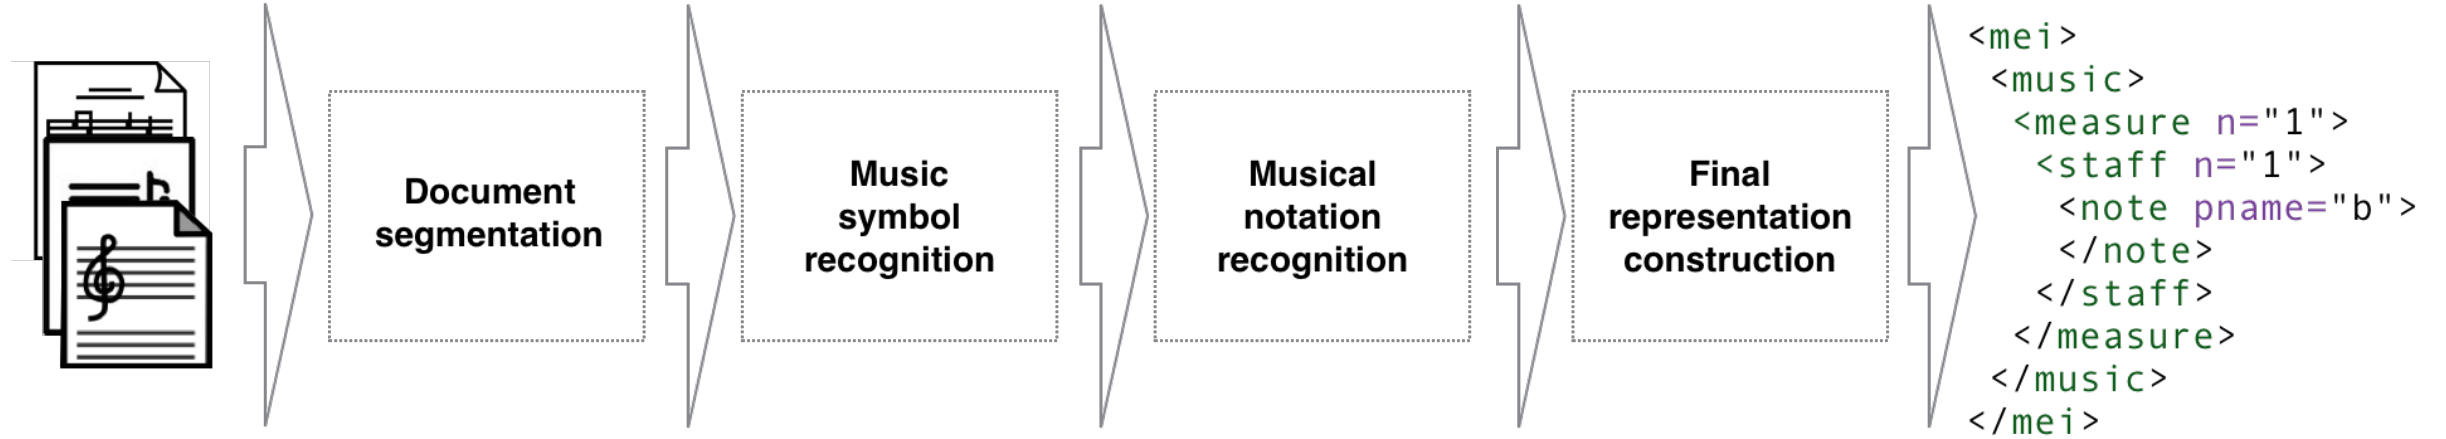 Document
segmentation
Music
symbol
recognition
Musical
notation
recognition
Final
representation
construction
<mei>
<music>
<measure n="1">
<staff n="1">
<note pname="b">
</note>
</staff>
</measure>
</music>
</mei>